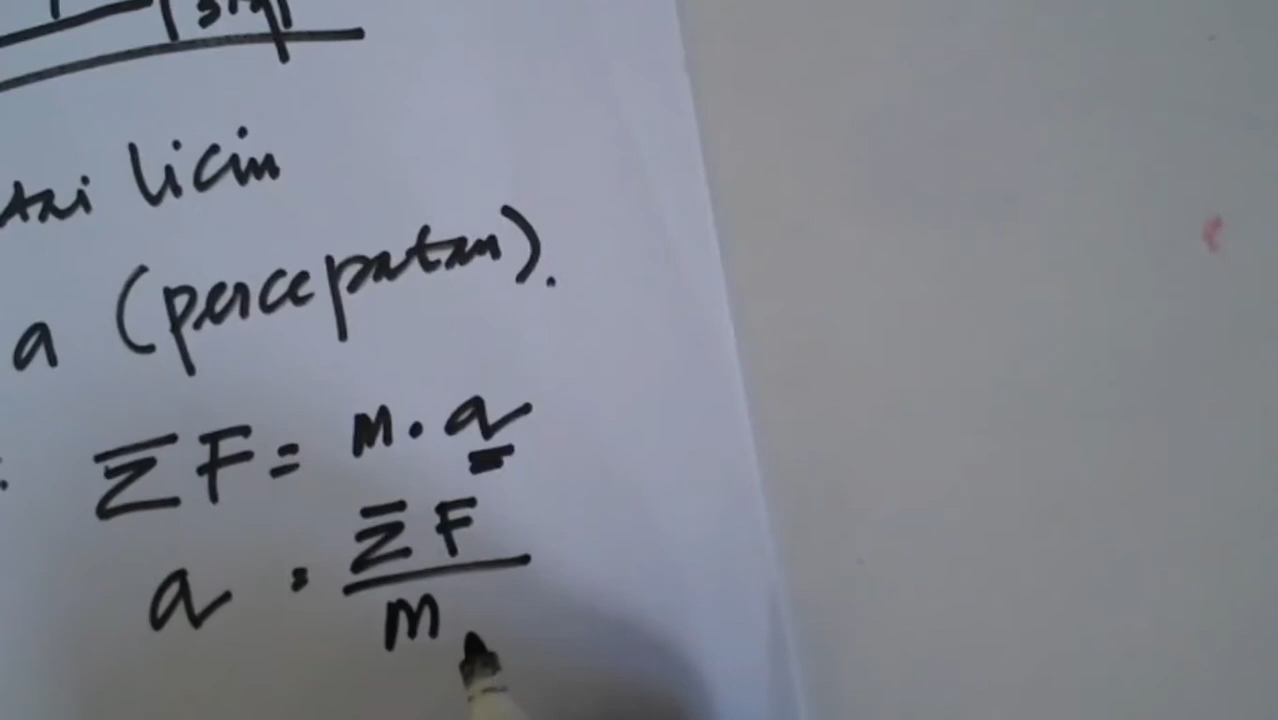 licin
a (percepatan).
ΣF = m . a
a = ΣF
m